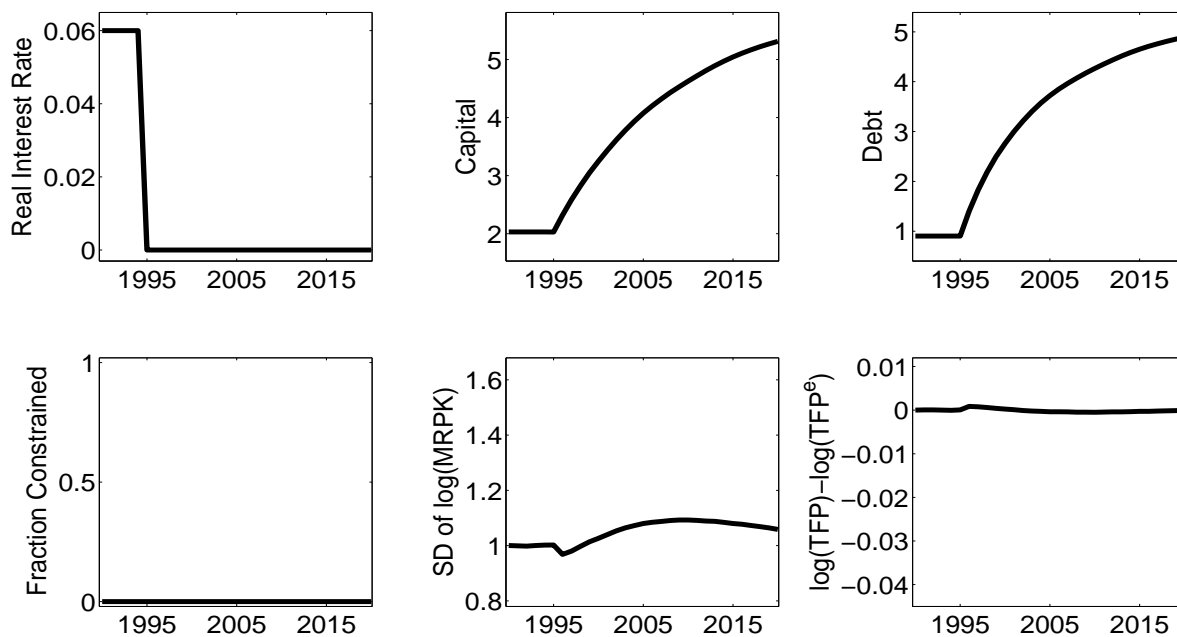 Real Interest Rate
0.06
0.04
0.02
0
1995 2005 2015
Capital
5
4
3
2
1995 2005 2015
Debt
5
4
3
2
1
1995 2005 2015
Fraction Constrained
1
0.5
0
1995 2005 2015
SD of log(MRPK)
1.6
1.4
1.2
1
0.8
1995 2005 2015
log(TFP)−log(TFPᵉ)
0.01
0
−0.01
−0.02
−0.03
−0.04
1995 2005 2015